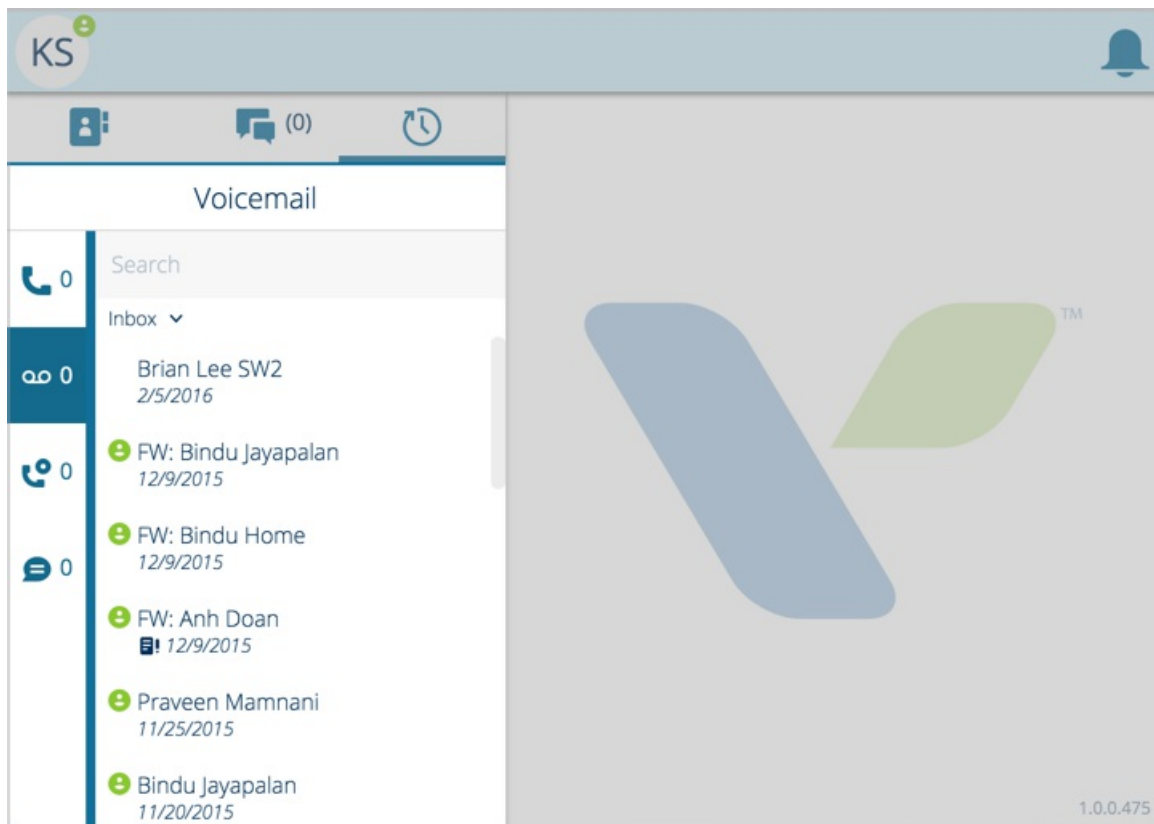 KS
(0)
Voicemail
0
Search
Inbox
0
Brian Lee SW2
2/5/2016
FW: Bindu Jayapalan
12/9/2015
0
FW: Bindu Home
12/9/2015
0
FW: Anh Doan
12/9/2015
Praveen Mamnani
11/25/2015
Bindu Jayapalan
11/20/2015
TM
1.0.0.475